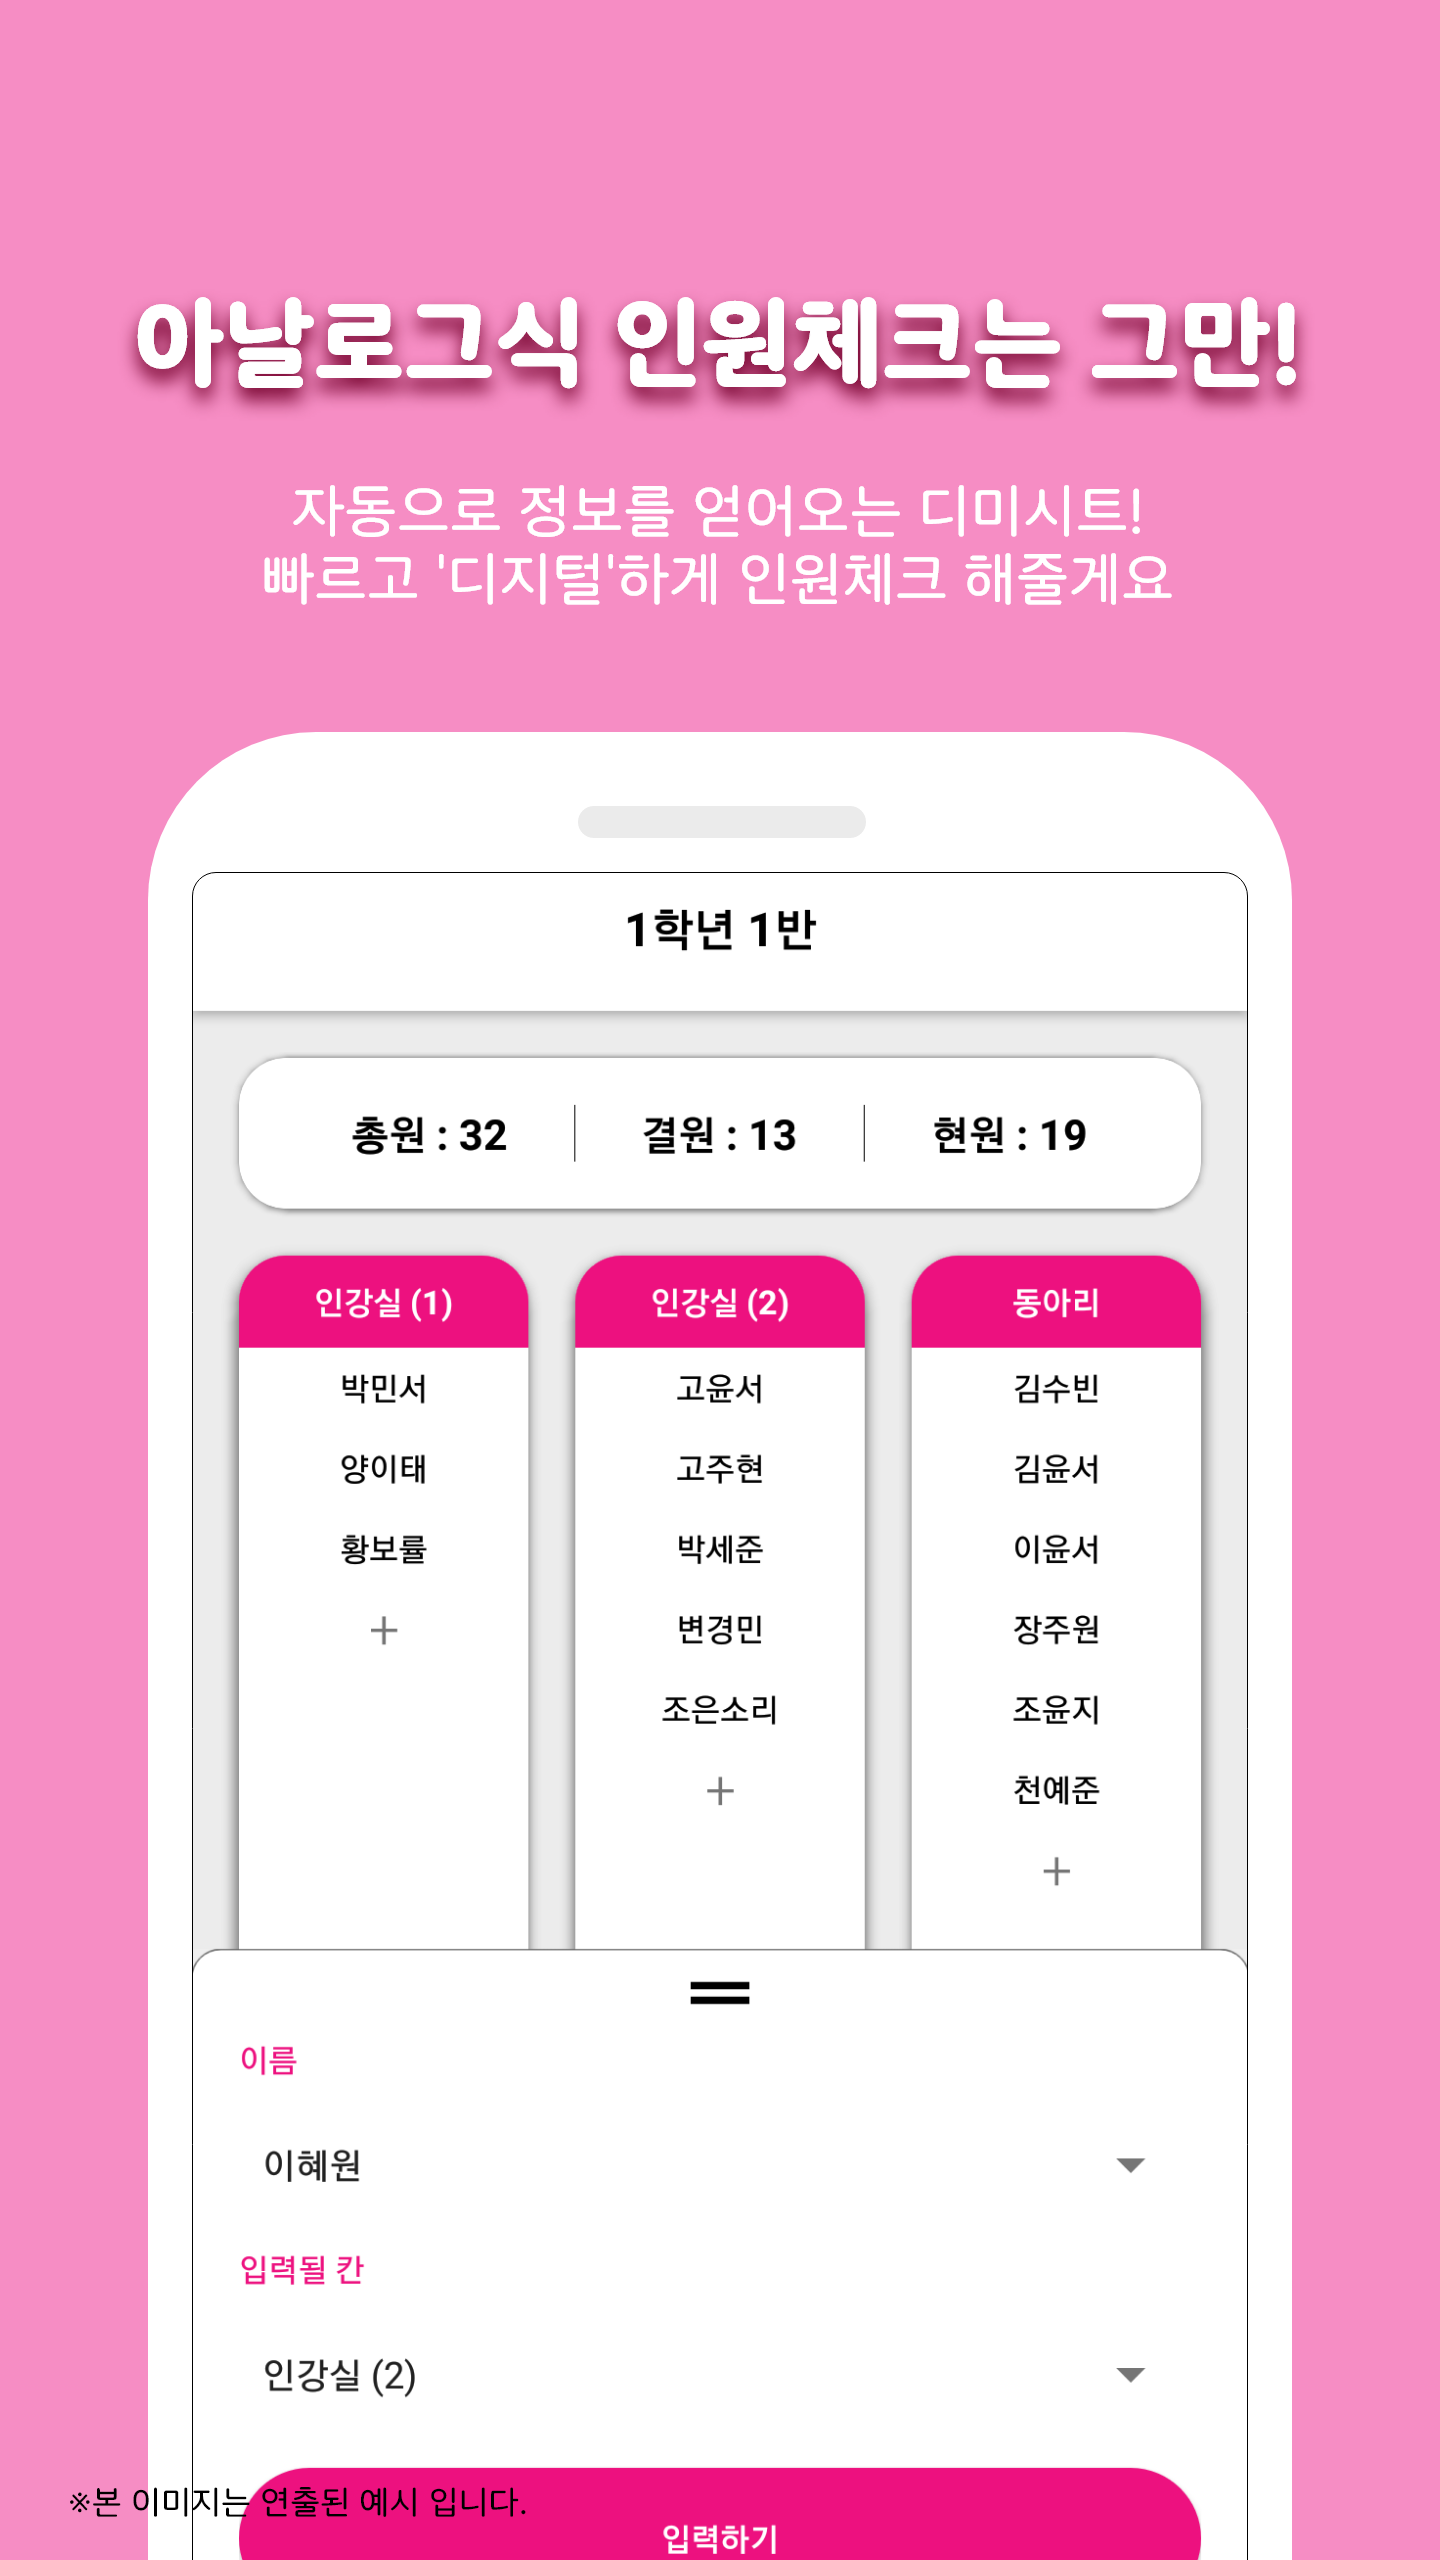 아날로그식 인원체크는 그만!
자동으로 정보를 얻어오는 디미시트!
빠르고 '디지털'하게 인원체크 해줄게요
1학년 1반
총원 : 32 결원 : 13 현원 : 19
인강실 (1) 인강실 (2) 동아리
박민서 고윤서 김수빈
양이태 고주현 김윤서
황보률 박세준 이윤서
+ 변경민 장주원
조은소리 조윤지
+ 천예준
+
이름
이혜원
입력될 칸
인강실 (2)
※본 이미지는 연출된 예시 입니다.
입력하기